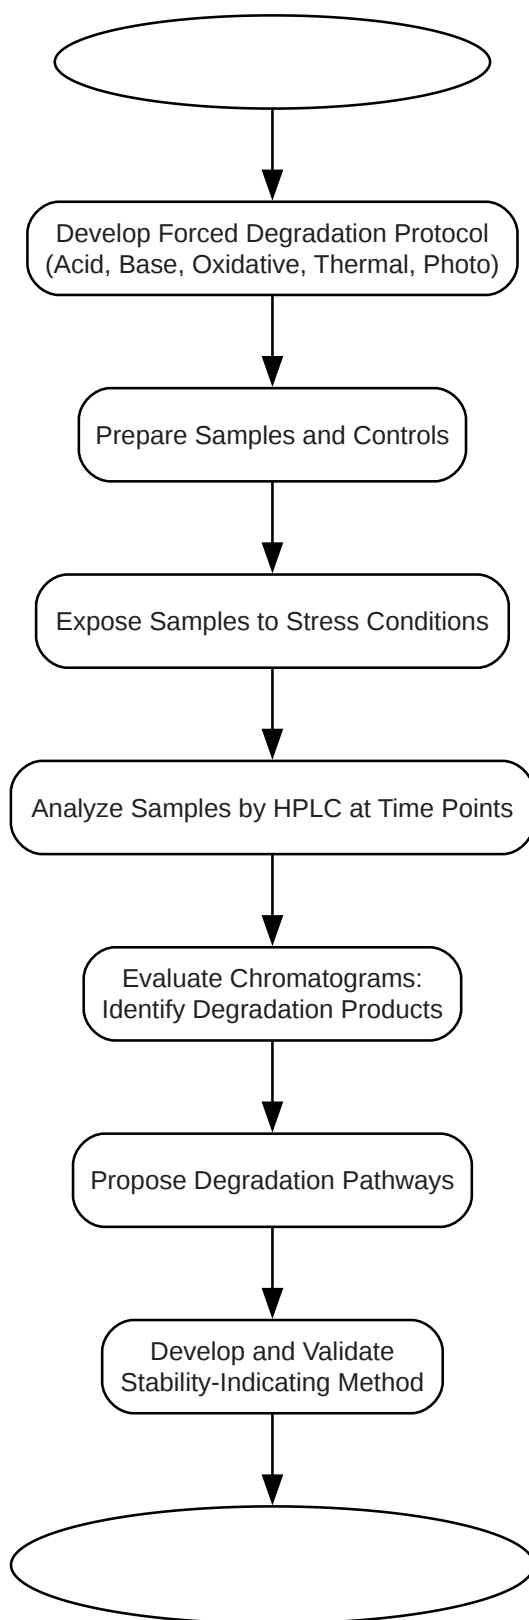 Develop Forced Degradation Protocol
(Acid, Base, Oxidative, Thermal, Photo)
Prepare Samples and Controls
Expose Samples to Stress Conditions
Analyze Samples by HPLC at Time Points
Evaluate Chromatograms:
Identify Degradation Products
Propose Degradation Pathways
Develop and Validate
Stability-Indicating Method